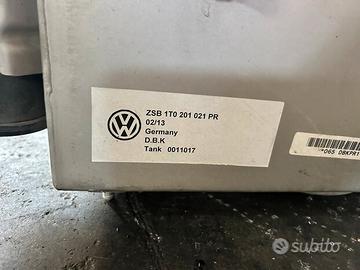 ZSB 1T0 201 021 PR
02/13
Germany
D.B.K
Tank 0011017
subito